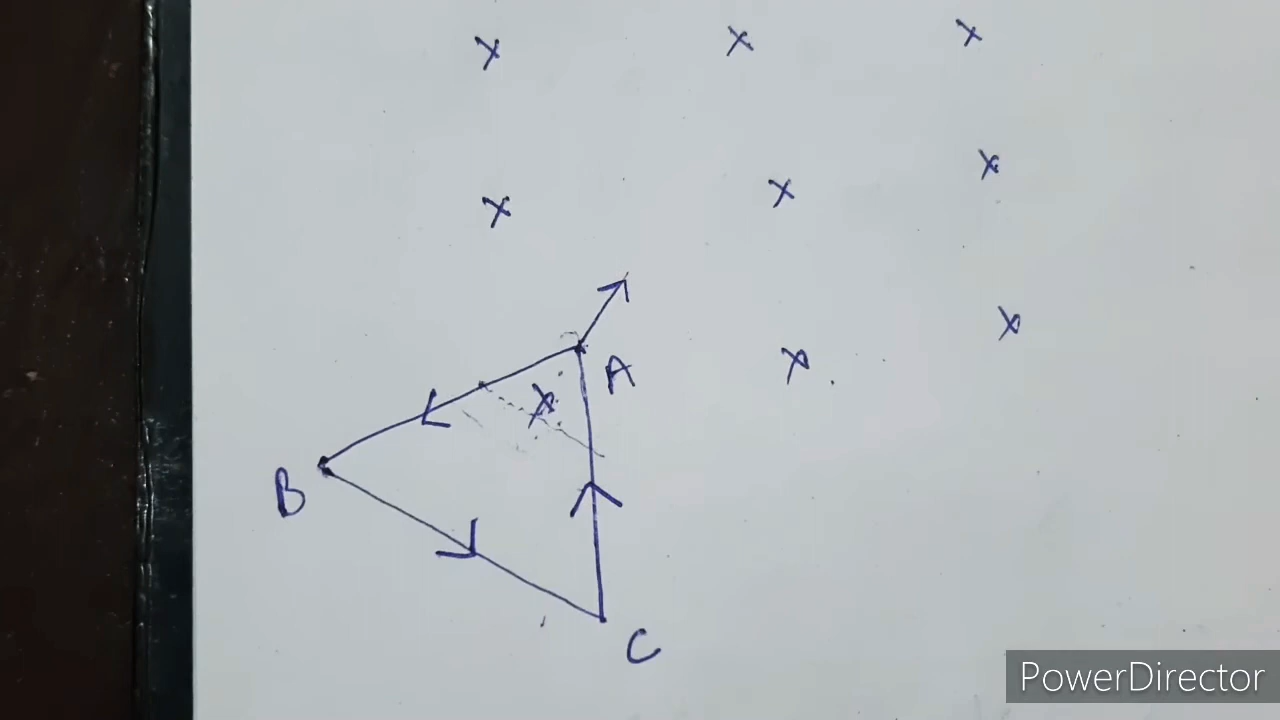 x x x
x x x
A x x x
B
C
PowerDirector